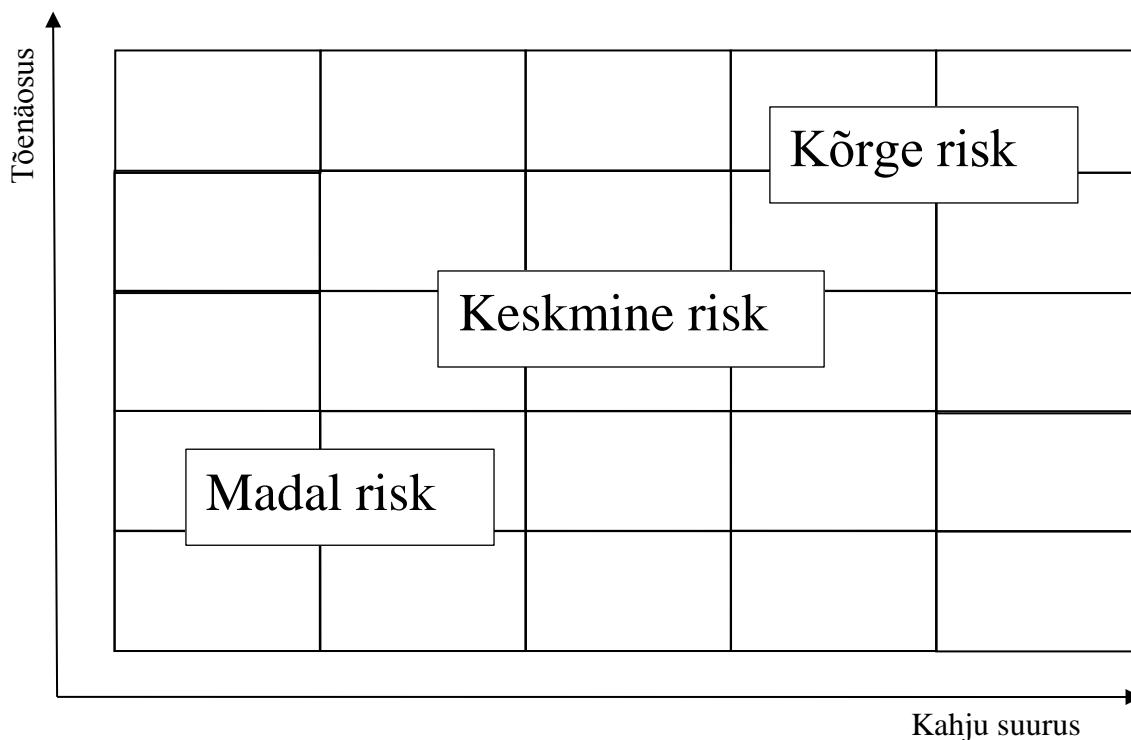 Tõenäosus
Kõrge risk
Keskmine risk
Madal risk
Kahju suurus